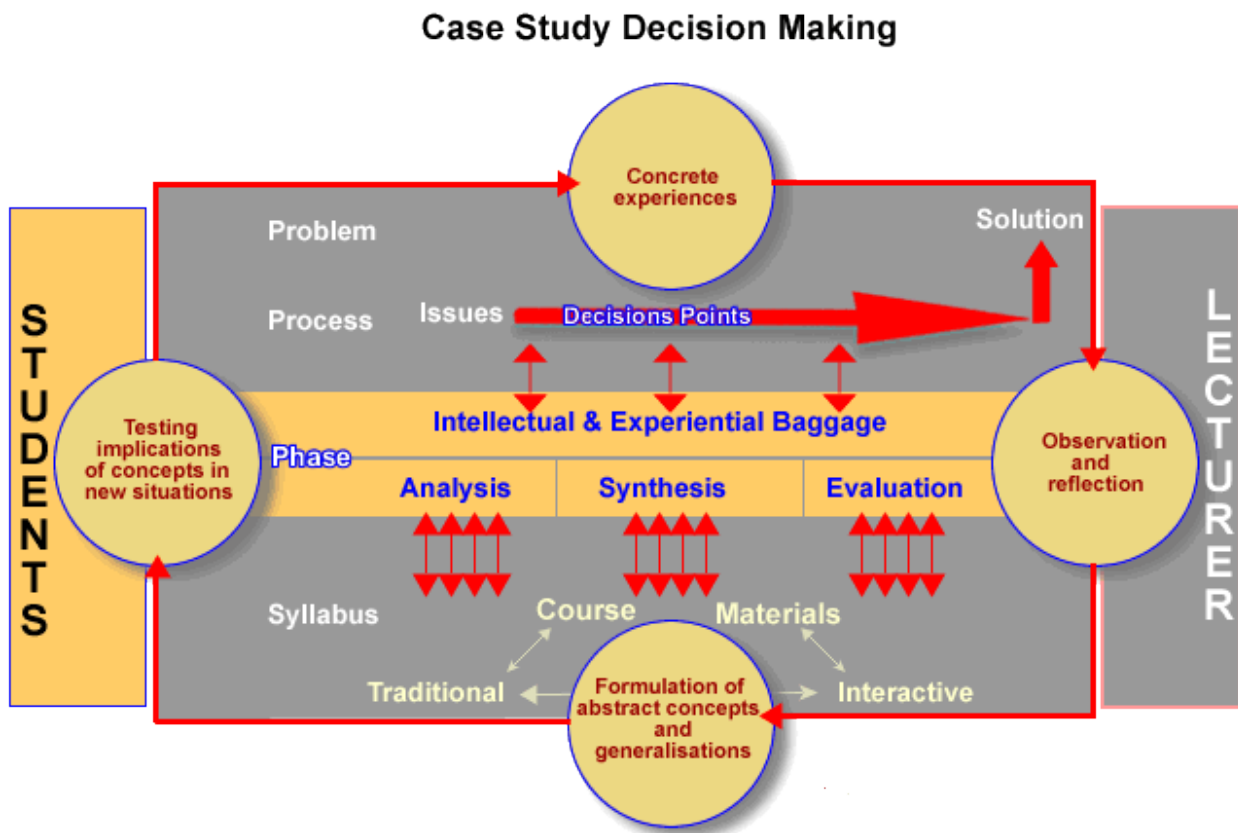 Case Study Decision Making
Concrete
experiences
Problem
Solution
Process
Issues
Decisions Points
STUDENTS
LECTURER
Testing
implications
of concepts in
new situations
Intellectual & Experiential Baggage
Phase
Observation
and
reflection
Analysis
Synthesis
Evaluation
Syllabus
Course
Materials
Traditional
Interactive
Formulation of
abstract concepts
and
generalisations